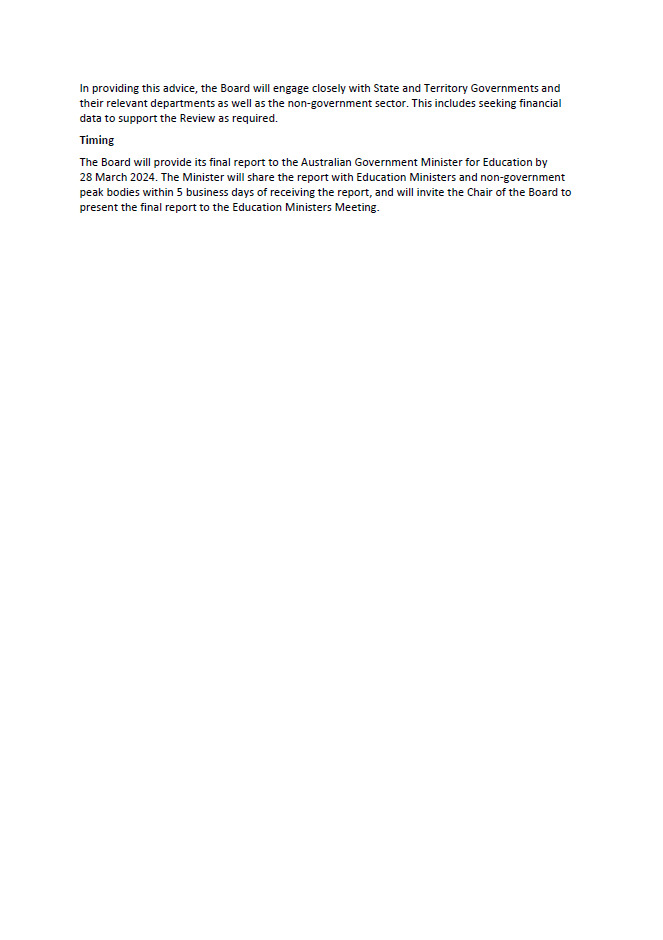 In providing this advice, the Board will engage closely with State and Territory Governments and
their relevant departments as well as the non-government sector. This includes seeking financial
data to support the Review as required.
Timing
The Board will provide its final report to the Australian Government Minister for Education by
28 March 2024. The Minister will share the report with Education Ministers and non-government
peak bodies within 5 business days of receiving the report, and will invite the Chair of the Board to
present the final report to the Education Ministers Meeting.